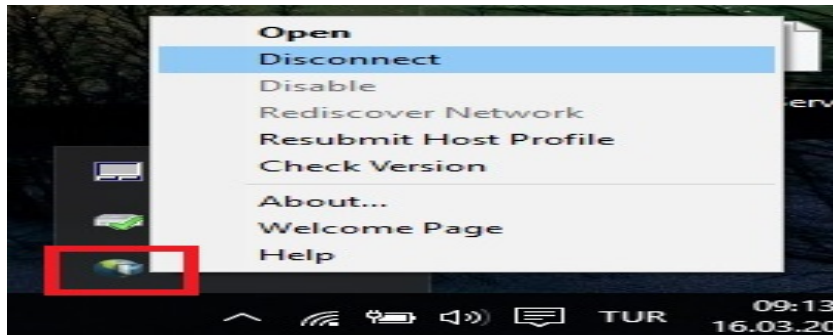 Open
Disconnect
Disable
Rediscover Network
Resubmit Host Profile
Check Version
About...
Welcome Page
Help
TUR
09:13